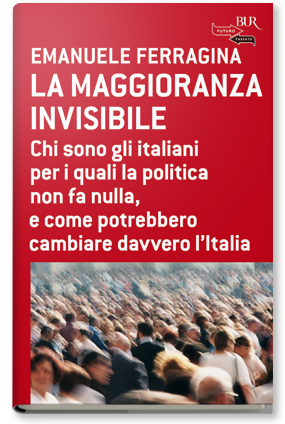 BUR
FUTURO
PASSATO
EMANUELE FERRAGINA
LA MAGGIORANZA
INVISIBILE
Chi sono gli italiani
per i quali la politica
non fa nulla,
e come potrebbero
cambiare davvero l'Italia